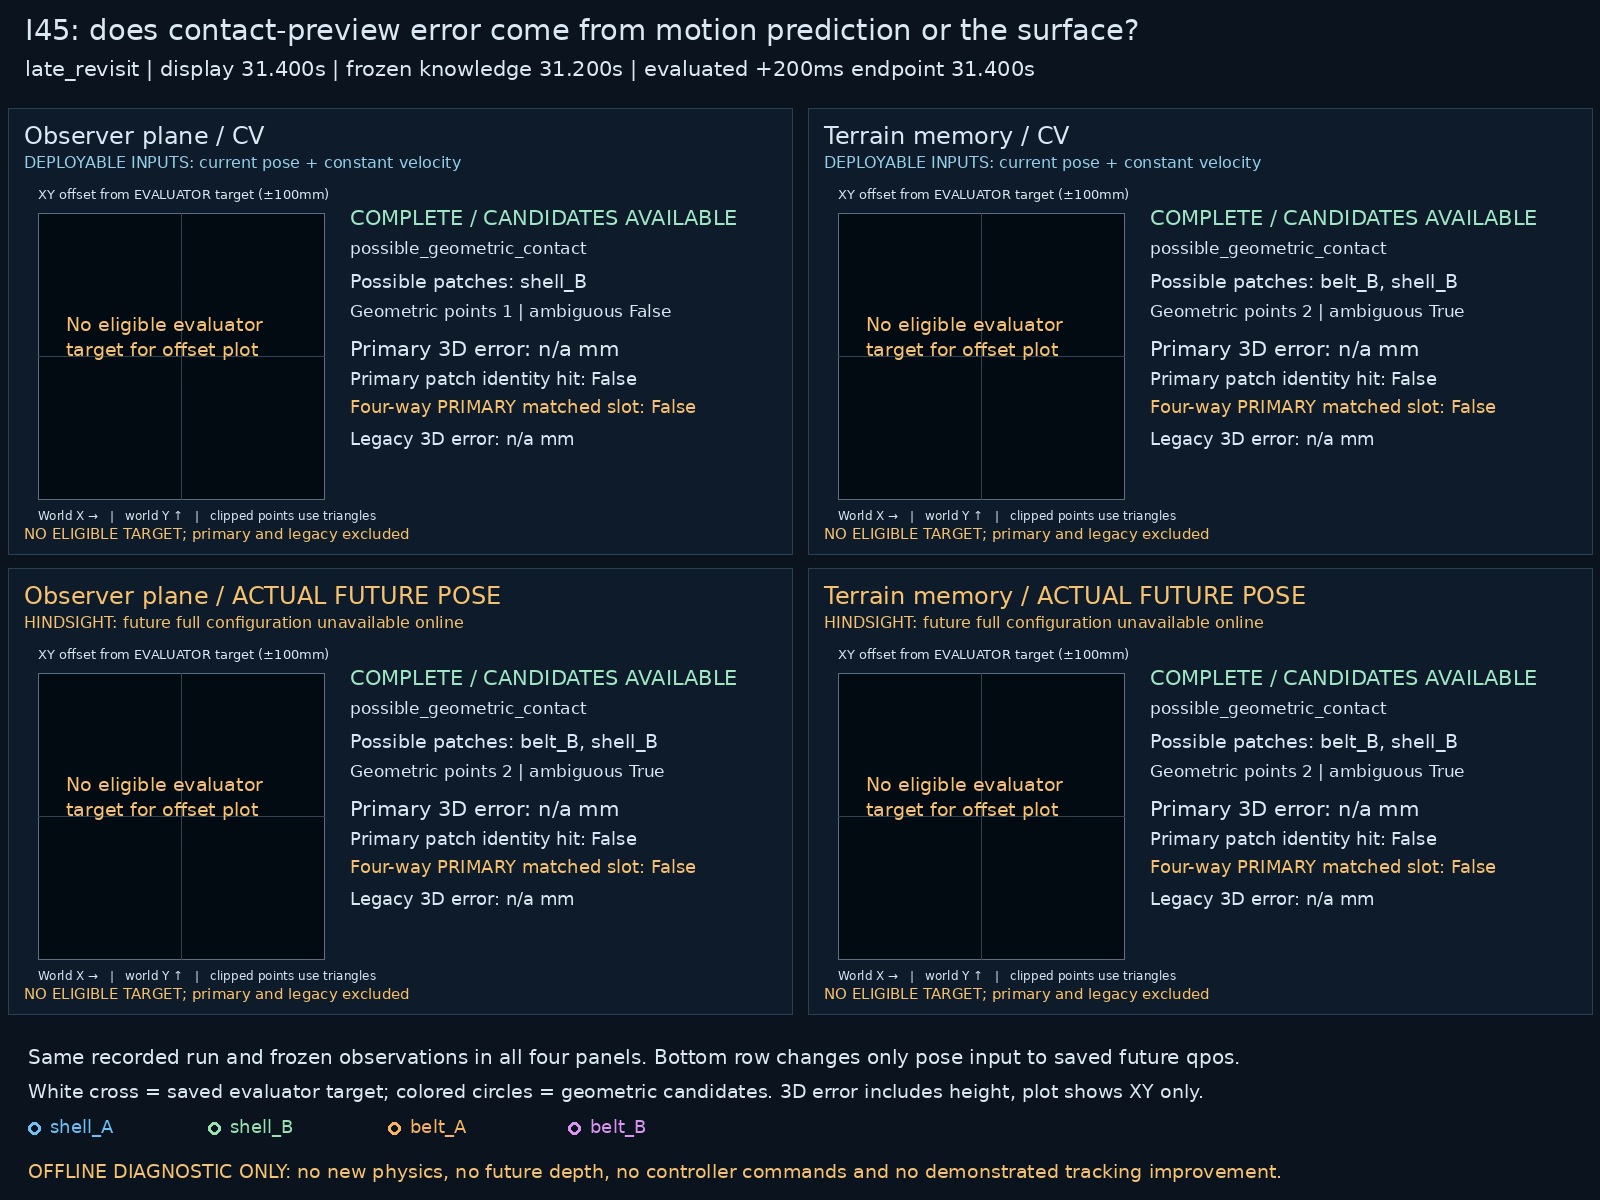 I45: does contact-preview error come from motion prediction or the surface?
late_revisit | display 31.400s | frozen knowledge 31.200s | evaluated +200ms endpoint 31.400s
Observer plane / CV
DEPLOYABLE INPUTS: current pose + constant velocity
XY offset from EVALUATOR target (±100mm)
No eligible evaluator
target for offset plot
COMPLETE / CANDIDATES AVAILABLE
possible_geometric_contact
Possible patches: shell_B
Geometric points 1 | ambiguous False
Primary 3D error: n/a mm
Primary patch identity hit: False
Four-way PRIMARY matched slot: False
Legacy 3D error: n/a mm
World X → | world Y ↑ | clipped points use triangles
NO ELIGIBLE TARGET; primary and legacy excluded
Terrain memory / CV
DEPLOYABLE INPUTS: current pose + constant velocity
XY offset from EVALUATOR target (±100mm)
No eligible evaluator
target for offset plot
COMPLETE / CANDIDATES AVAILABLE
possible_geometric_contact
Possible patches: belt_B, shell_B
Geometric points 2 | ambiguous True
Primary 3D error: n/a mm
Primary patch identity hit: False
Four-way PRIMARY matched slot: False
Legacy 3D error: n/a mm
World X → | world Y ↑ | clipped points use triangles
NO ELIGIBLE TARGET; primary and legacy excluded
Observer plane / ACTUAL FUTURE POSE
HINDSIGHT: future full configuration unavailable online
XY offset from EVALUATOR target (±100mm)
No eligible evaluator
target for offset plot
COMPLETE / CANDIDATES AVAILABLE
possible_geometric_contact
Possible patches: belt_B, shell_B
Geometric points 2 | ambiguous True
Primary 3D error: n/a mm
Primary patch identity hit: False
Four-way PRIMARY matched slot: False
Legacy 3D error: n/a mm
World X → | world Y ↑ | clipped points use triangles
NO ELIGIBLE TARGET; primary and legacy excluded
Terrain memory / ACTUAL FUTURE POSE
HINDSIGHT: future full configuration unavailable online
XY offset from EVALUATOR target (±100mm)
No eligible evaluator
target for offset plot
COMPLETE / CANDIDATES AVAILABLE
possible_geometric_contact
Possible patches: belt_B, shell_B
Geometric points 2 | ambiguous True
Primary 3D error: n/a mm
Primary patch identity hit: False
Four-way PRIMARY matched slot: False
Legacy 3D error: n/a mm
World X → | world Y ↑ | clipped points use triangles
NO ELIGIBLE TARGET; primary and legacy excluded
Same recorded run and frozen observations in all four panels. Bottom row changes only pose input to saved future qpos.
White cross = saved evaluator target; colored circles = geometric candidates. 3D error includes height, plot shows XY only.
shell_A shell_B belt_A belt_B
OFFLINE DIAGNOSTIC ONLY: no new physics, no future depth, no controller commands and no demonstrated tracking improvement.